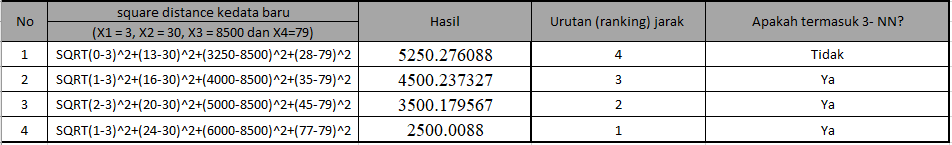 No square distance kedata baru Hasil Urutan (ranking) jarak Apakah termasuk 3- NN?
(X1 = 3, X2 = 30, X3 = 8500 dan X4=79)
1 SQRT(0-3)^2+(13-30)^2+(3250-8500)^2+(28-79)^2 5250.276088 4 Tidak
2 SQRT(1-3)^2+(16-30)^2+(4000-8500)^2+(35-79)^2 4500.237327 3 Ya
3 SQRT(2-3)^2+(20-30)^2+(5000-8500)^2+(45-79)^2 3500.179567 2 Ya
4 SQRT(1-3)^2+(24-30)^2+(6000-8500)^2+(77-79)^2 2500.0088 1 Ya